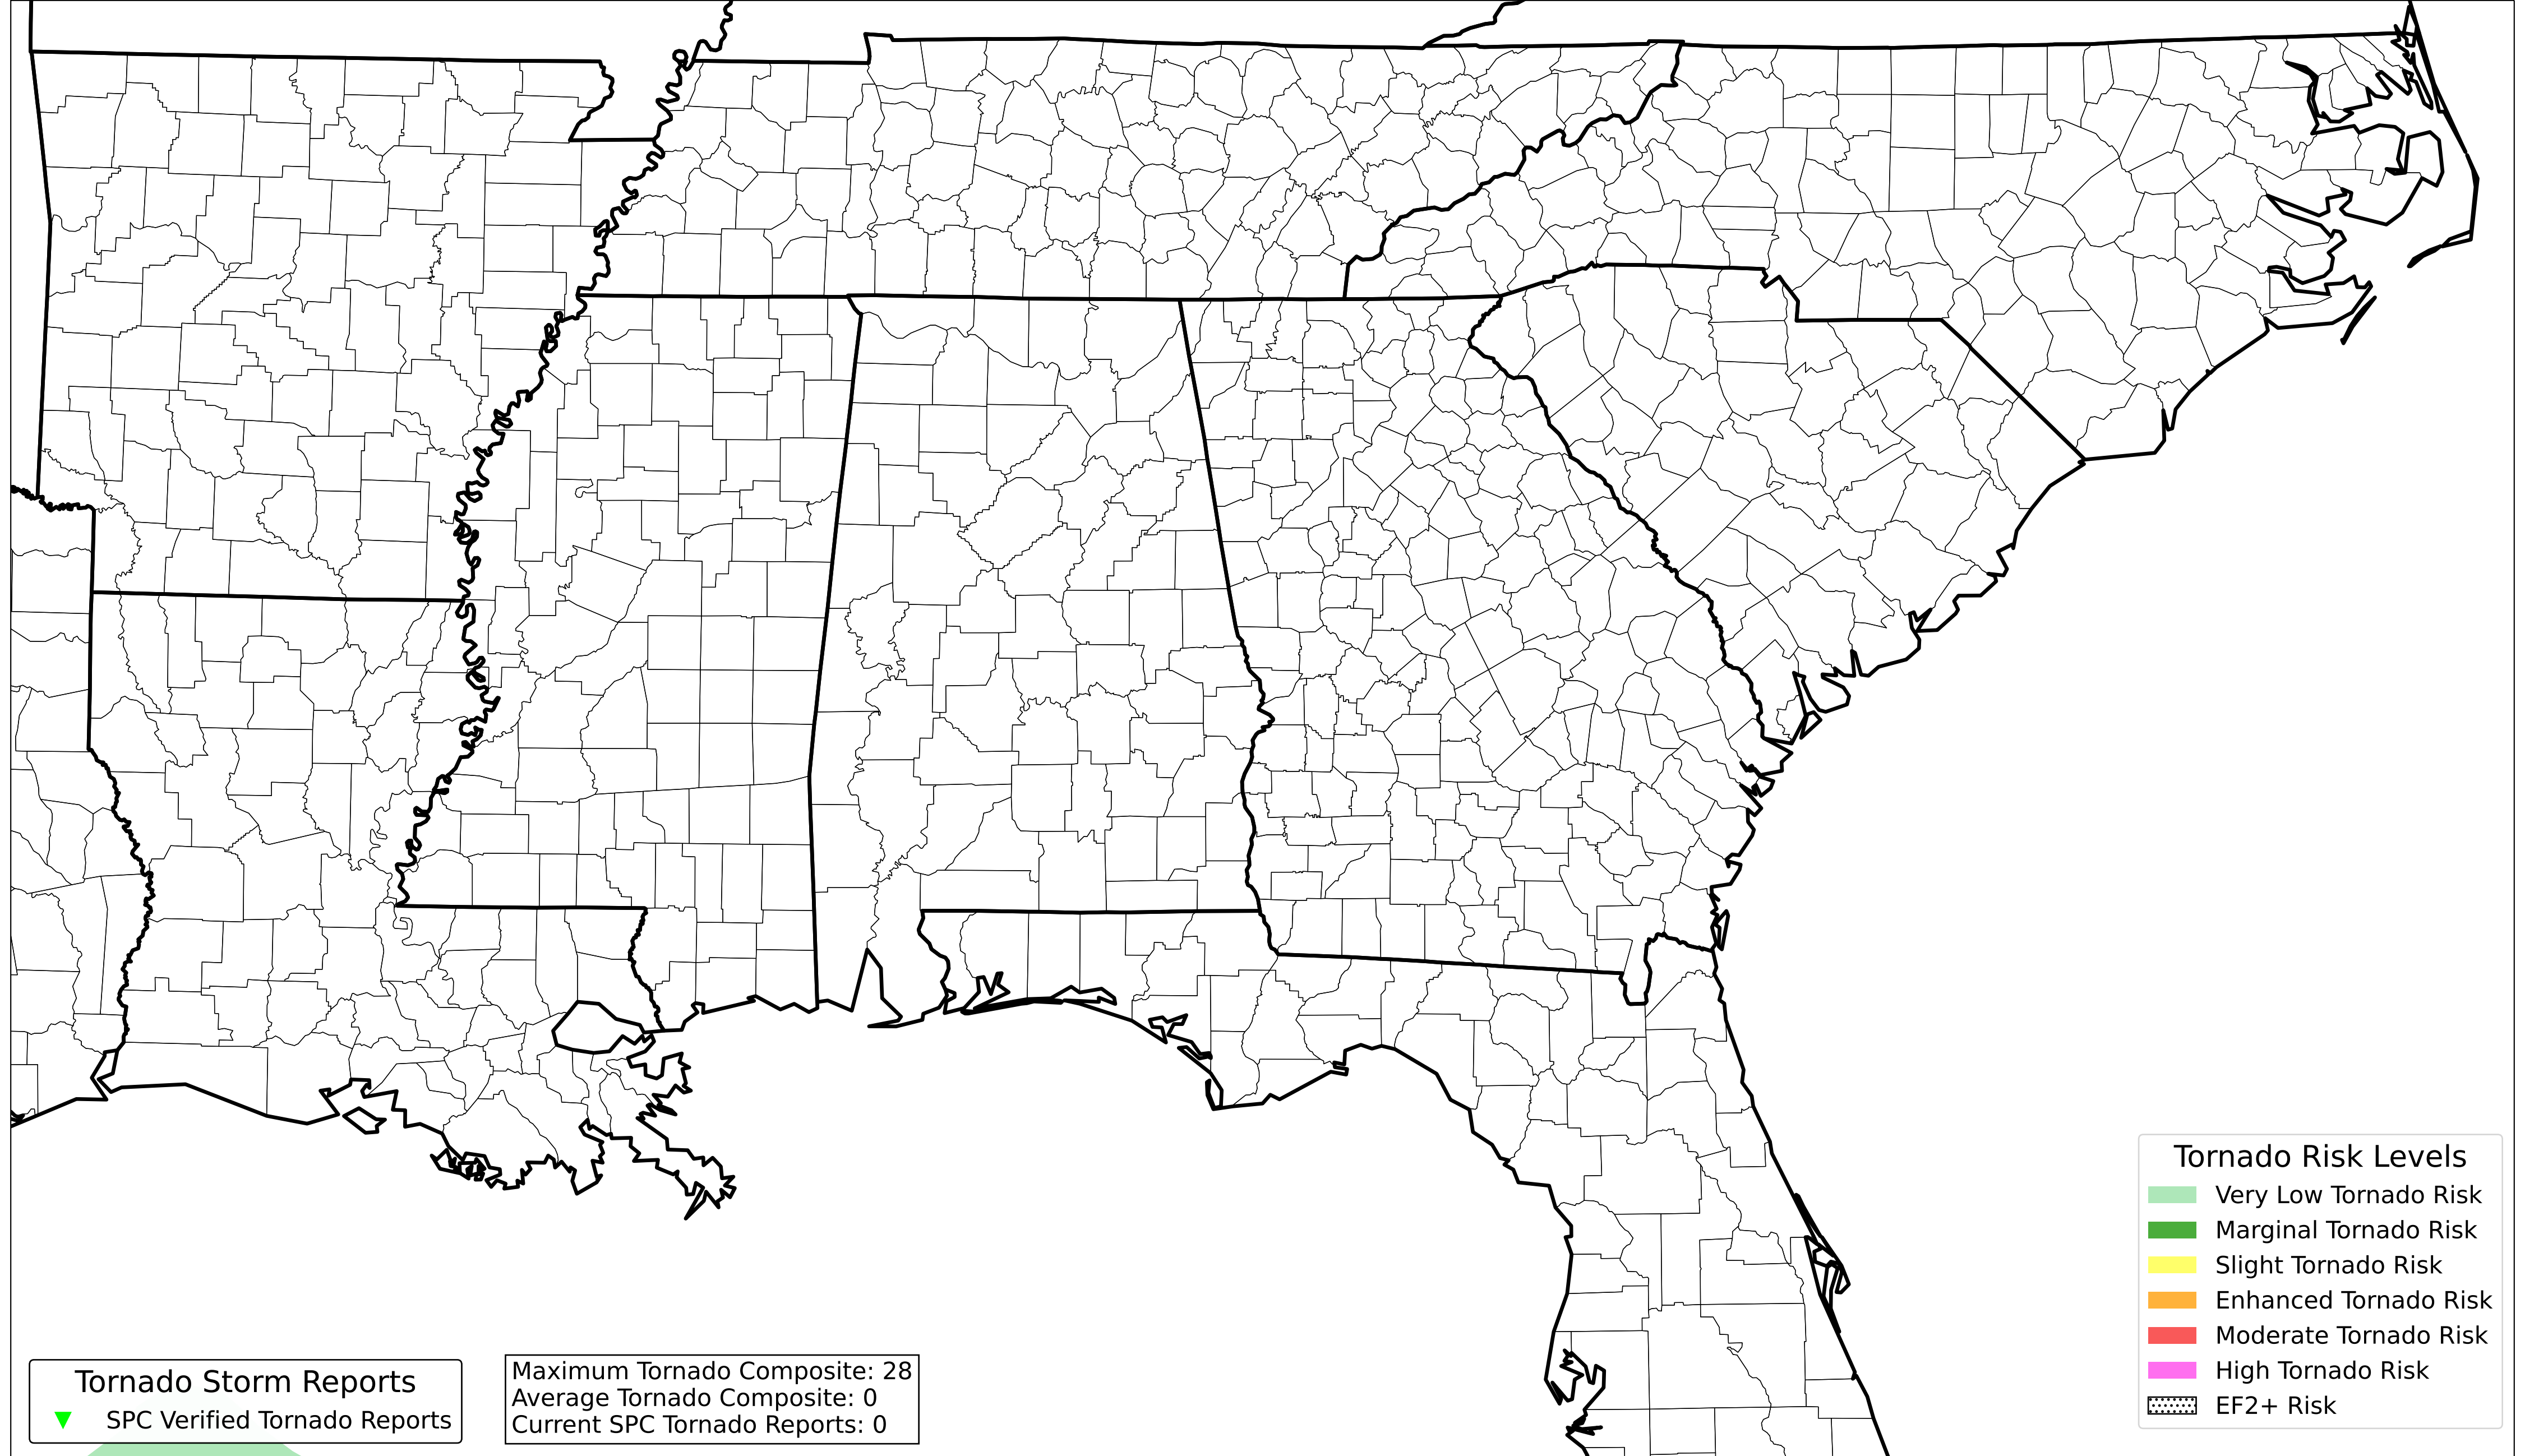 Tornado Storm Reports
SPC Verified Tornado Reports
Maximum Tornado Composite: 28
Average Tornado Composite: 0
Current SPC Tornado Reports: 0
Tornado Risk Levels
Very Low Tornado Risk
Marginal Tornado Risk
Slight Tornado Risk
Enhanced Tornado Risk
Moderate Tornado Risk
High Tornado Risk
EF2+ Risk